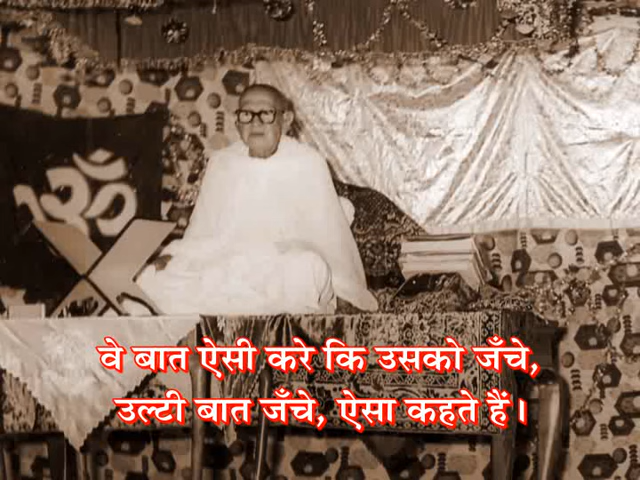 ॐ
वे बात ऐसी करे कि उसको जँचे,
उल्टी बात जँचे, ऐसा कहते हैं।